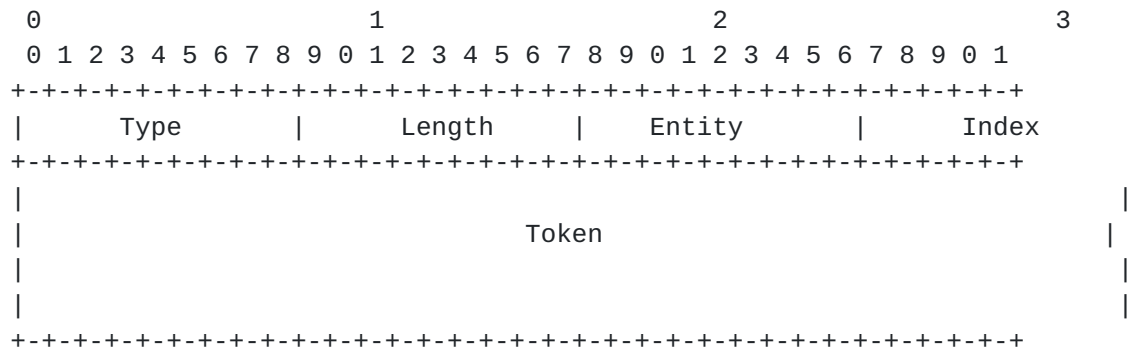 0                     1                     2                     3
0 1 2 3 4 5 6 7 8 9 0 1 2 3 4 5 6 7 8 9 0 1 2 3 4 5 6 7 8 9 0 1
+-+-+-+-+-+-+-+-+-+-+-+-+-+-+-+-+-+-+-+-+-+-+-+-+-+-+-+-+-+-+-+-+
|      Type       |      Length     |    Entity       |      Index
+-+-+-+-+-+-+-+-+-+-+-+-+-+-+-+-+-+-+-+-+-+-+-+-+-+-+-+-+-+-+-+-+
|                                                                      |
|                                Token                                |
|                                                                      |
|                                                                      |
+-+-+-+-+-+-+-+-+-+-+-+-+-+-+-+-+-+-+-+-+-+-+-+-+-+-+-+-+-+-+-+-+